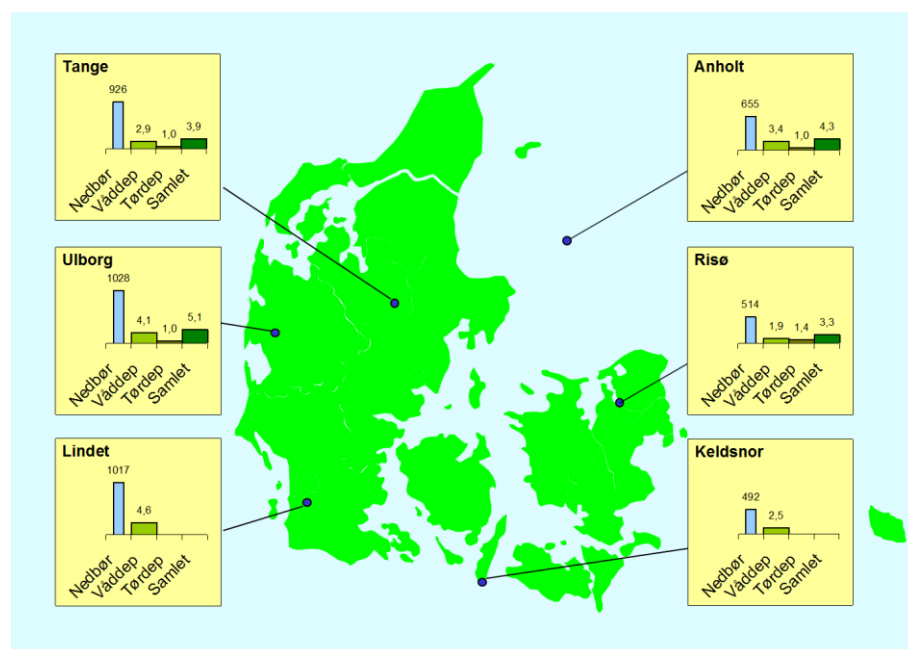 Tange
926
2,9
1,0
3,9
Nedbør
Våddep
Tørdep
Samlet
Ulborg
1028
4,1
1,0
5,1
Nedbør
Våddep
Tørdep
Samlet
Lindet
1017
4,6
Nedbør
Våddep
Tørdep
Samlet
Anholt
655
3,4
1,0
4,3
Nedbør
Våddep
Tørdep
Samlet
Risø
514
1,9
1,4
3,3
Nedbør
Våddep
Tørdep
Samlet
Keldsnor
492
2,5
Nedbør
Våddep
Tørdep
Samlet